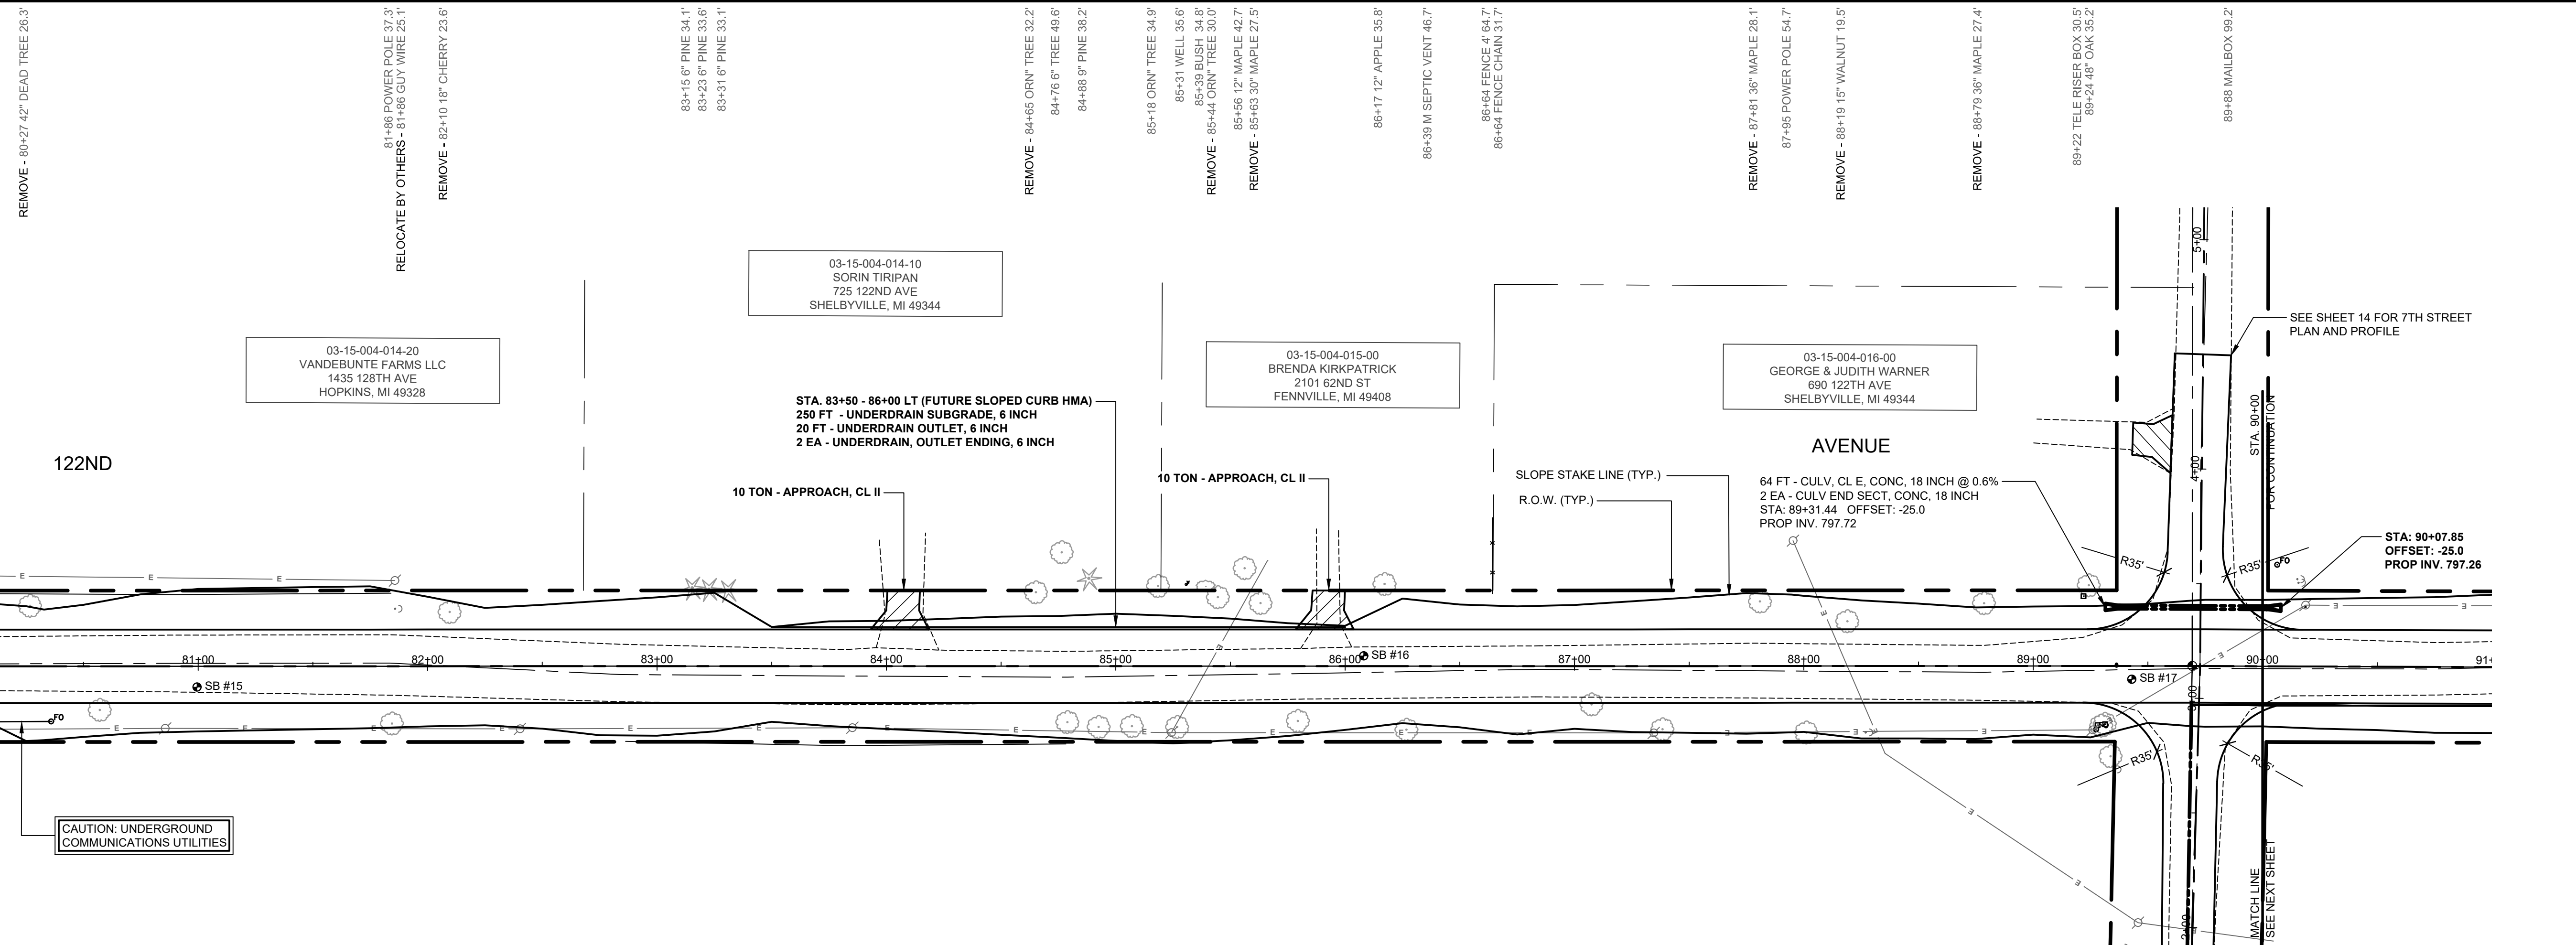 REMOVE - 80+27 42" DEAD TREE 26.3'
81+86 POWER POLE 37.3'
RELOCATE BY OTHERS - 81+86 GUY WIRE 25.1'
REMOVE - 82+10 18" CHERRY 23.6'
83+15 6" PINE 34.1'
83+23 6" PINE 33.6'
83+31 6" PINE 33.1'
REMOVE - 84+65 ORN" TREE 32.2'
84+76 6" TREE 49.6'
84+88 9" PINE 38.2'
85+18 ORN" TREE 34.9'
85+31 WELL 35.6'
85+39 BUSH 34.8'
REMOVE - 85+44 ORN" TREE 30.0'
85+56 12" MAPLE 42.7'
REMOVE - 85+63 30" MAPLE 27.5'
86+17 12" APPLE 35.8'
86+39 M SEPTIC VENT 46.7'
86+64 FENCE 4' 64.7'
86+64 FENCE CHAIN 31.7'
REMOVE - 87+81 36" MAPLE 28.1'
87+95 POWER POLE 54.7'
REMOVE - 88+19 15" WALNUT 19.5'
REMOVE - 88+79 36" MAPLE 27.4'
89+22 TELE RISER BOX 30.5'
89+24 48" OAK 35.2'
89+88 MAILBOX 99.2'
03-15-004-014-20
VANDEBUNTE FARMS LLC
1435 128TH AVE
HOPKINS, MI 49328
03-15-004-014-10
SORIN TIRIPAN
725 122ND AVE
SHELBYVILLE, MI 49344
03-15-004-015-00
BRENDA KIRKPATRICK
2101 62ND ST
FENNVILLE, MI 49408
03-15-004-016-00
GEORGE & JUDITH WARNER
690 122TH AVE
SHELBYVILLE, MI 49344
5+00
SEE SHEET 14 FOR 7TH STREET
PLAN AND PROFILE
STA. 83+50 - 86+00 LT (FUTURE SLOPED CURB HMA)
250 FT - UNDERDRAIN SUBGRADE, 6 INCH
20 FT - UNDERDRAIN OUTLET, 6 INCH
2 EA - UNDERDRAIN, OUTLET ENDING, 6 INCH
122ND
AVENUE
STA. 90+00
FOR CONTINUATION
4+00
10 TON - APPROACH, CL II
10 TON - APPROACH, CL II
SLOPE STAKE LINE (TYP.)
R.O.W. (TYP.)
64 FT - CULV, CL E, CONC, 18 INCH @ 0.6%
2 EA - CULV END SECT, CONC, 18 INCH
STA: 89+31.44 OFFSET: -25.0
PROP INV. 797.72
STA: 90+07.85
OFFSET: -25.0
PROP INV. 797.26
R35'
R35'
FO
E E E
E
E
E
E
E
81+00
82+00
83+00
84+00
85+00
86+00
87+00
88+00
89+00
90+00
91+
SB #15
SB #16
SB #17
FO
E E E E E E E E E E E
R35'
R35'
E
E
CAUTION: UNDERGROUND
COMMUNICATIONS UTILITIES
MATCH LINE
SEE NEXT SHEET